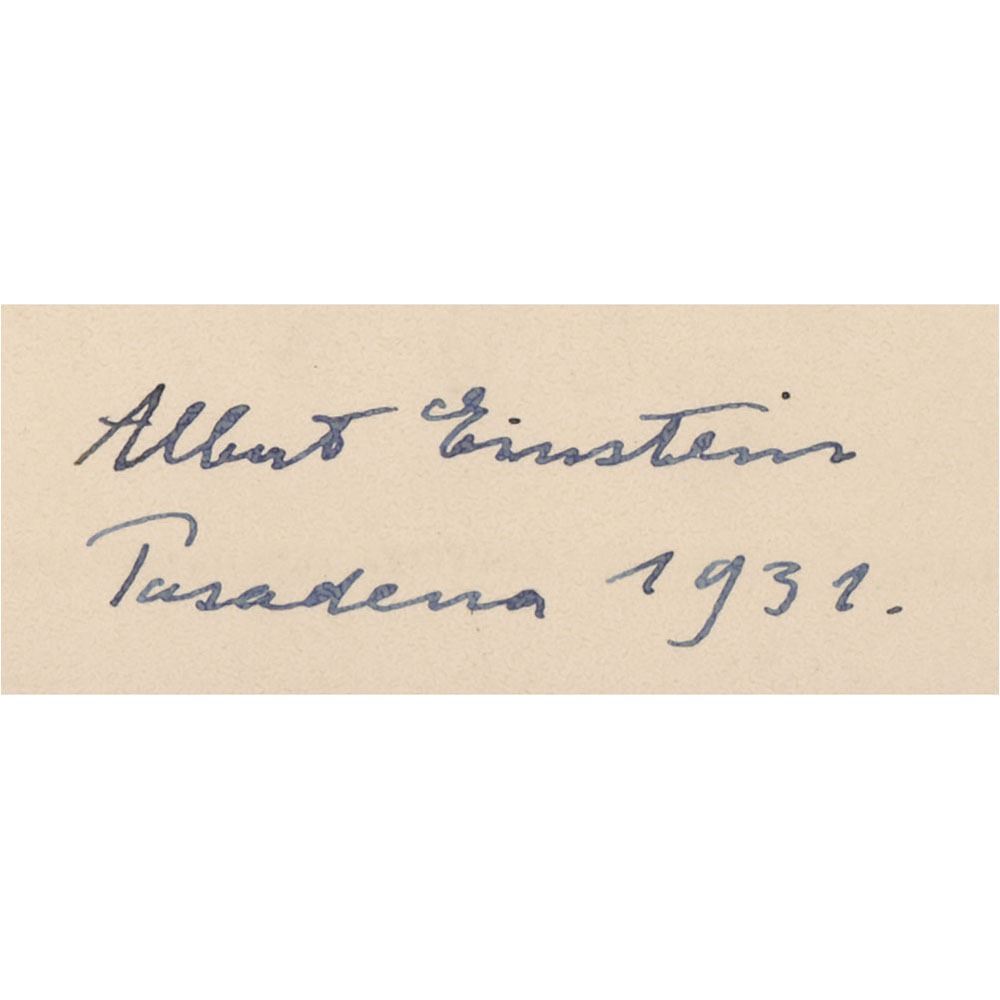 Albert Einstein
Pasadena 1931.